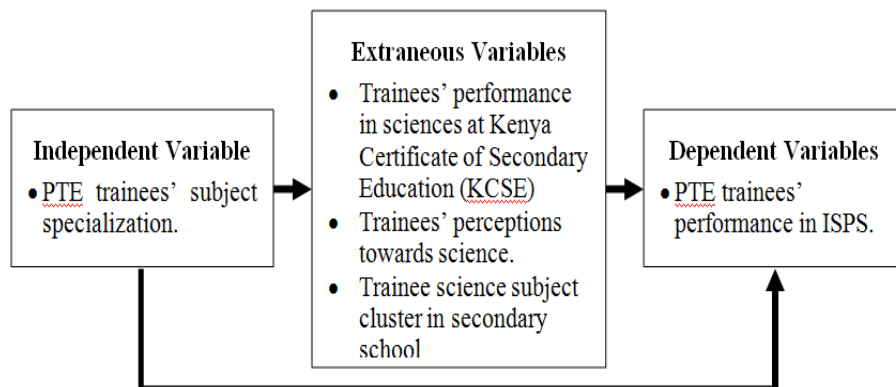 Independent Variable
• PTE trainees' subject
specialization.
Extraneous Variables
• Trainees' performance
in sciences at Kenya
Certificate of Secondary
Education (KCSE)
• Trainees' perceptions
towards science.
• Trainee science subject
cluster in secondary
school
Dependent Variables
• PTE trainees'
performance in ISPS.